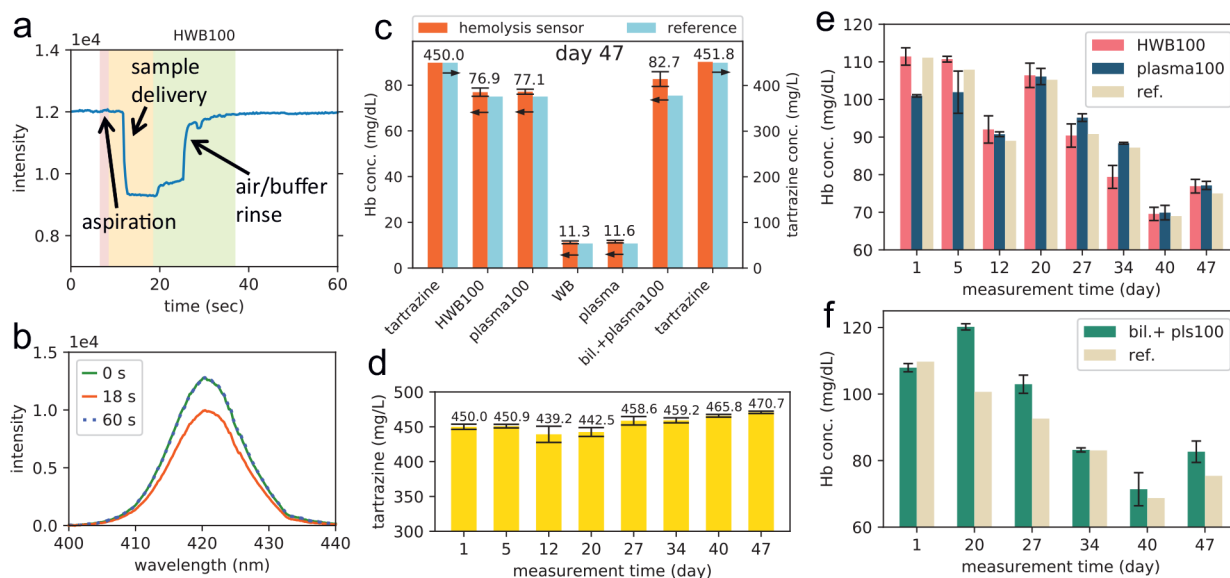 a
1e4
HWB100
1.4
1.2
1.0
0.8
intensity
sample
delivery
aspiration
air/buffer
rinse
0
20
40
60
time (sec)
b
1e4
1.5
1.0
0.5
0.0
intensity
0 s
18 s
60 s
400
410
420
430
440
wavelength (nm)
c
hemolysis sensor
reference
day 47
450.0
76.9
77.1
11.3
11.6
82.7
451.8
80
60
40
20
0
Hb conc. (mg/dL)
400
300
200
100
0
tartrazine conc. (mg/L)
tartrazine
HWB100
plasma100
WB
plasma
bil.+plasma100
tartrazine
d
500
450
400
350
300
tartrazine (mg/L)
450.0
450.9
439.2
442.5
458.6
459.2
465.8
470.7
1
5
12
20
27
34
40
47
measurement time (day)
e
120
110
100
90
80
70
60
Hb conc. (mg/dL)
HWB100
plasma100
ref.
1
5
12
20
27
34
40
47
measurement time (day)
f
120
100
80
60
Hb conc. (mg/dL)
bil.+ pls100
ref.
1
20
27
34
40
47
measurement time (day)